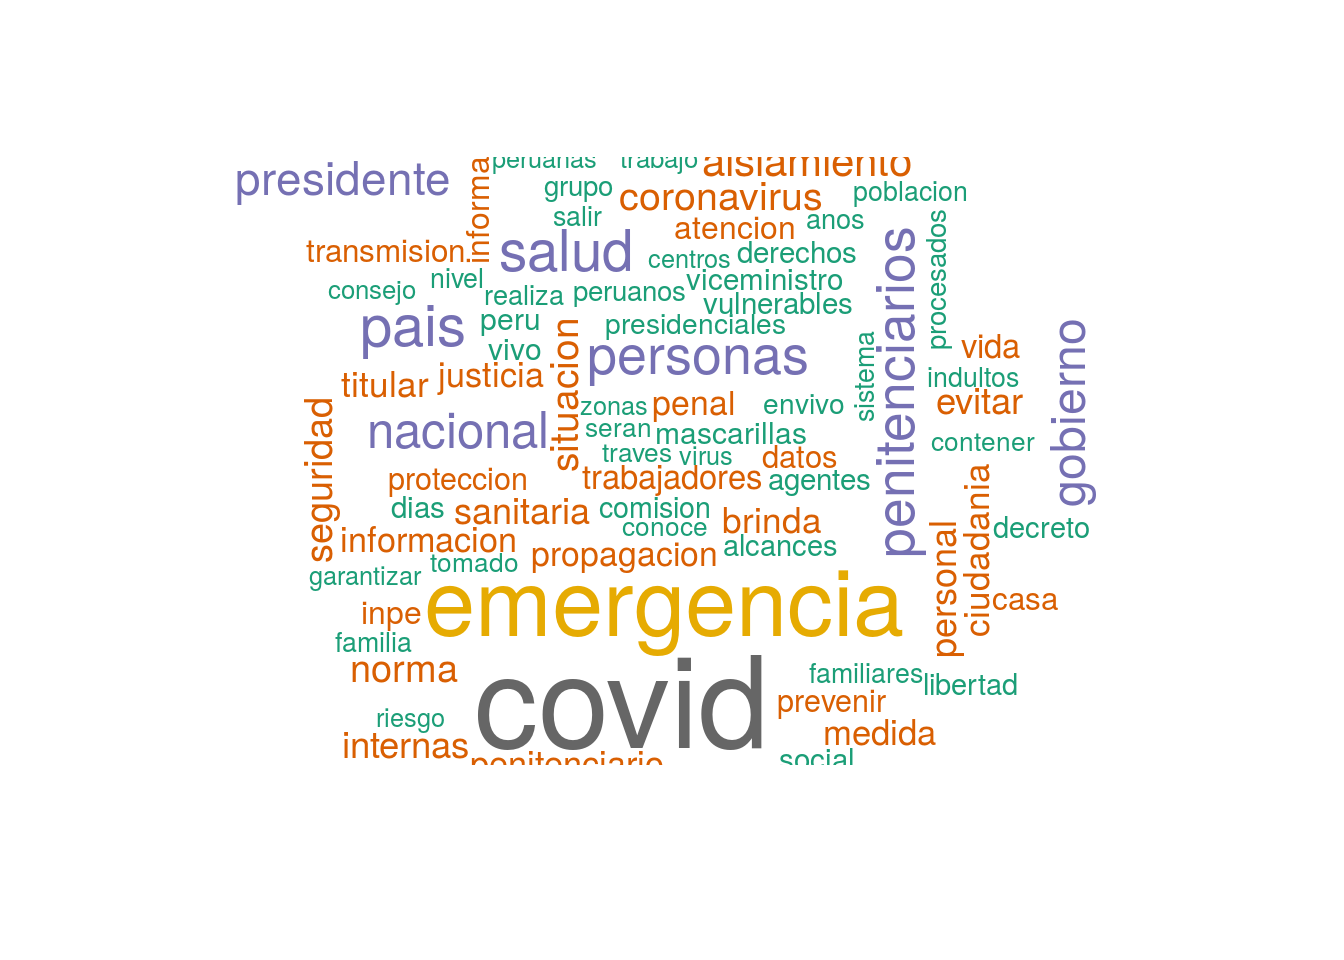 peruanas
trabajo
aislamiento
presidente
informa
grupo
coronavirus
poblacion
salir
atencion
anos
transmision
salud
centros
derechos
penitenciarios
procesados
consejo
nivel
realiza
peruanos
viceministro
vulnerables
pais
peru
presidenciales
vivo
situacion
personas
sistema
vida
gobierno
titular
justicia
indultos
seguridad
nacional
zonas
penal
envivo
evitar
seran
mascarillas
contener
traves
virus
datos
proteccion
trabajadores
agentes
ciudadania
dias
sanitaria
comision
conoce
brinda
decreto
informacion
propagacion
alcances
personal
garantizar
tomado
inpe
emergencia
casa
familia
norma
covid
familiares
libertad
riesgo
prevenir
internas
medida
penitenciario
social